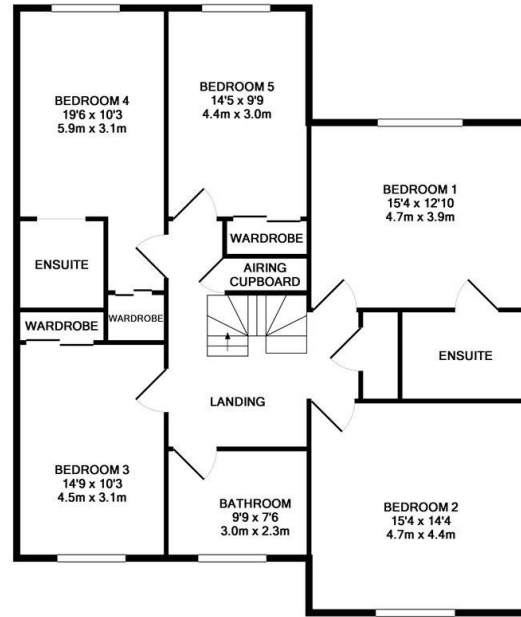 BEDROOM 4
19'6 x 10'3
5.9m x 3.1m
BEDROOM 5
14'5 x 9'9
4.4m x 3.0m
BEDROOM 1
15'4 x 12'10
4.7m x 3.9m
WARDROBE
ENSUITE
AIRING
CUPBOARD
WARDROBE
WARDROBE
ENSUITE
LANDING
BEDROOM 3
14'9 x 10'3
4.5m x 3.1m
BATHROOM
9'9 x 7'6
3.0m x 2.3m
BEDROOM 2
15'4 x 14'4
4.7m x 4.4m